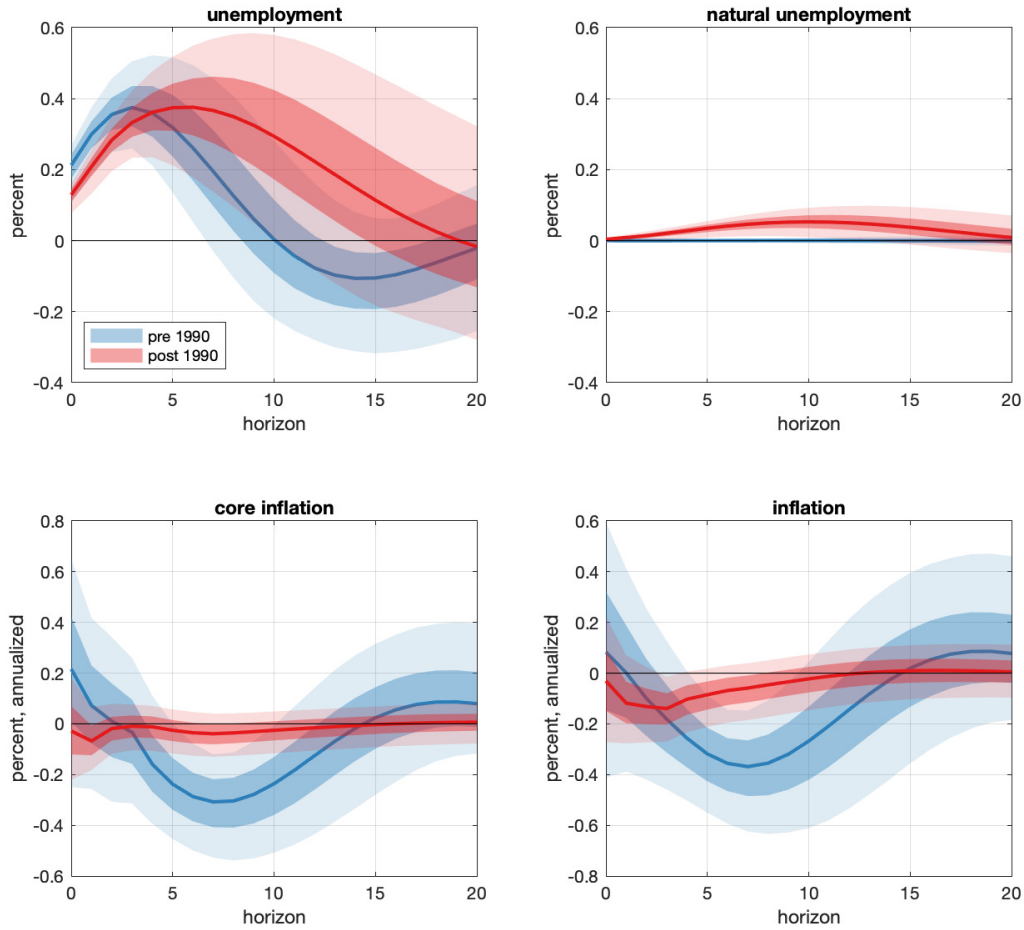 unemployment
percent
0.6
0.4
0.2
0
-0.2
-0.4
pre 1990
post 1990
0 5 10 15 20
horizon
natural unemployment
percent
0.6
0.4
0.2
0
-0.2
-0.4
0 5 10 15 20
horizon
core inflation
percent, annualized
0.8
0.6
0.4
0.2
0
-0.2
-0.4
-0.6
0 5 10 15 20
horizon
inflation
percent, annualized
0.6
0.4
0.2
0
-0.2
-0.4
-0.6
-0.8
0 5 10 15 20
horizon